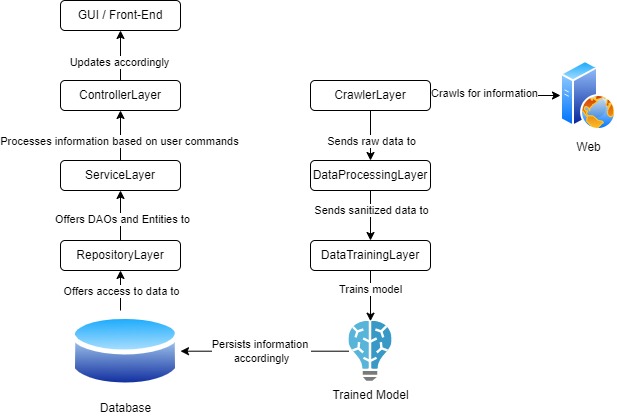 GUI / Front-End
Updates accordingly
ControllerLayer
Processes information based on user commands
ServiceLayer
Offers DAOs and Entities to
RepositoryLayer
Offers access to data to
Database
CrawlerLayer
Crawls for information
Web
Sends raw data to
DataProcessingLayer
Sends sanitized data to
DataTrainingLayer
Trains model
Trained Model
Persists information
accordingly